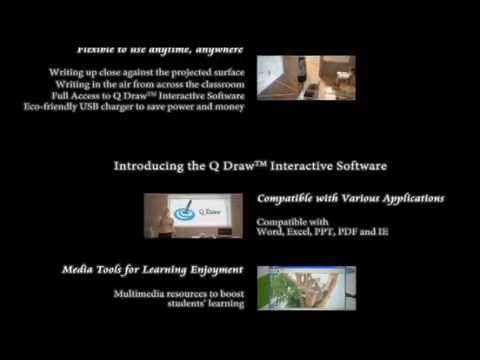 Flexible to use anytime, anywhere
Writing up close against the projected surface
Writing in the air from across the classroom
Full Access to Q Draw™ Interactive Software
Eco-friendly USB charger to save power and money
Introducing the Q Draw™ Interactive Software
Q Draw
Compatible with Various Applications
Compatible with
Word, Excel, PPT, PDF and IE
Media Tools for Learning Enjoyment
Multimedia resources to boost
students' learning